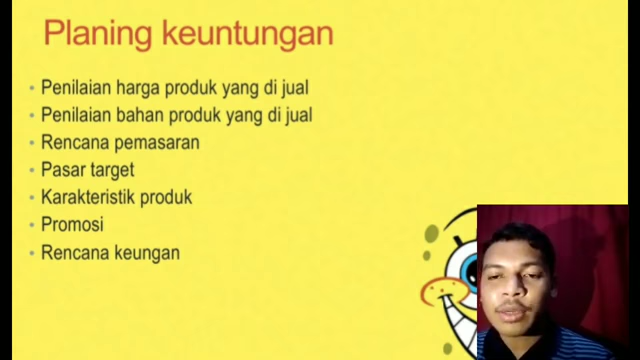 Planing keuntungan
Penilaian harga produk yang di jual
Penilaian bahan produk yang di jual
Rencana pemasaran
Pasar target
Karakteristik produk
Promosi
Rencana keungan